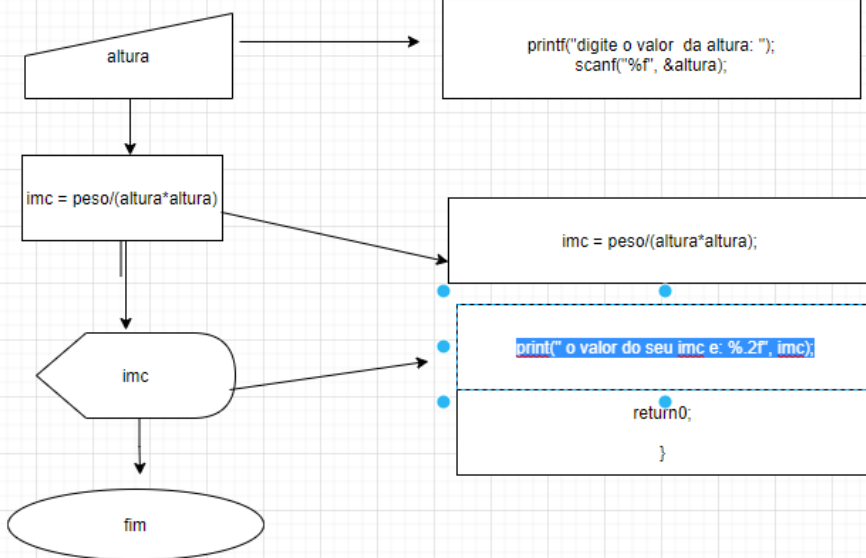 altura
printf("digite o valor  da altura: ");
scanf("%f", &altura);
imc = peso/(altura*altura)
imc = peso/(altura*altura);
print(" o valor do seu imc e: %.2f", imc);
imc
return0;
}
fim